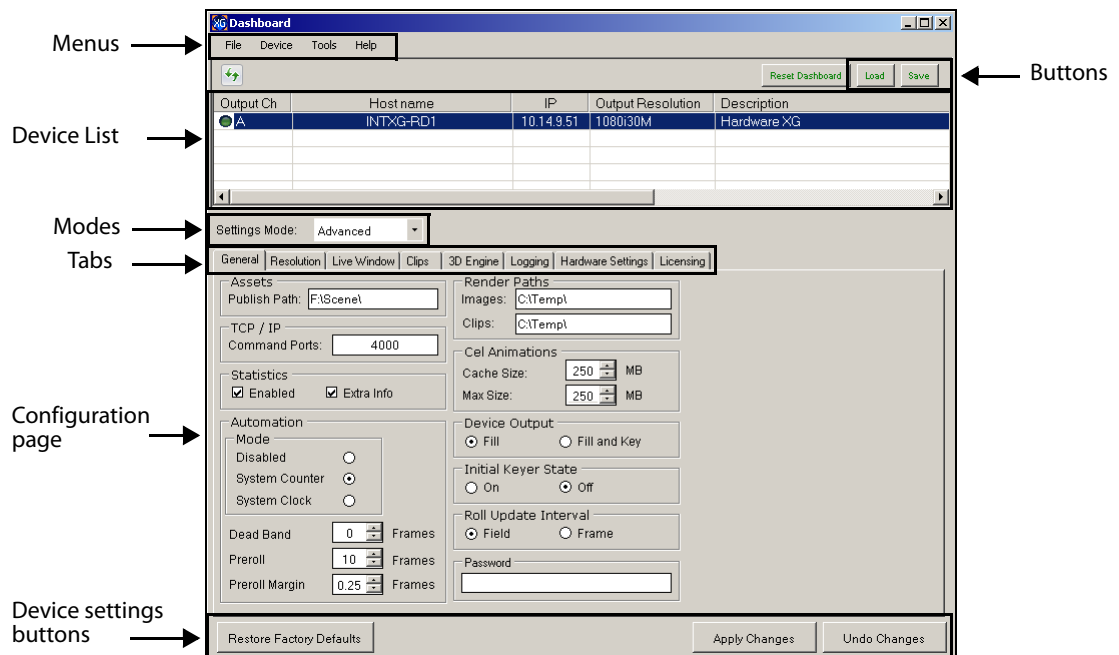 XG Dashboard
Menus
File Device Tools Help
Reset Dashboard Load Save
Buttons
Output Ch Host name IP Output Resolution Description
A INTXG-RD1 10.14.9.51 1080i30M Hardware XG
Device List
Modes
Settings Mode: Advanced
Tabs
General Resolution Live Window Clips 3D Engine Logging Hardware Settings Licensing
Assets
Publish Path: F:\Scene\
TCP / IP
Command Ports: 4000
Statistics
Enabled Extra Info
Automation
Mode
Disabled
System Counter
System Clock
Dead Band 0 Frames
Preroll 10 Frames
Preroll Margin 0.25 Frames
Render Paths
Images: C:\Temp\
Clips: C:\Temp\
Cel Animations
Cache Size: 250 MB
Max Size: 250 MB
Device Output
Fill Fill and Key
Initial Keyer State
On Off
Roll Update Interval
Field Frame
Password
Configuration
page
Device settings
buttons
Restore Factory Defaults Apply Changes Undo Changes